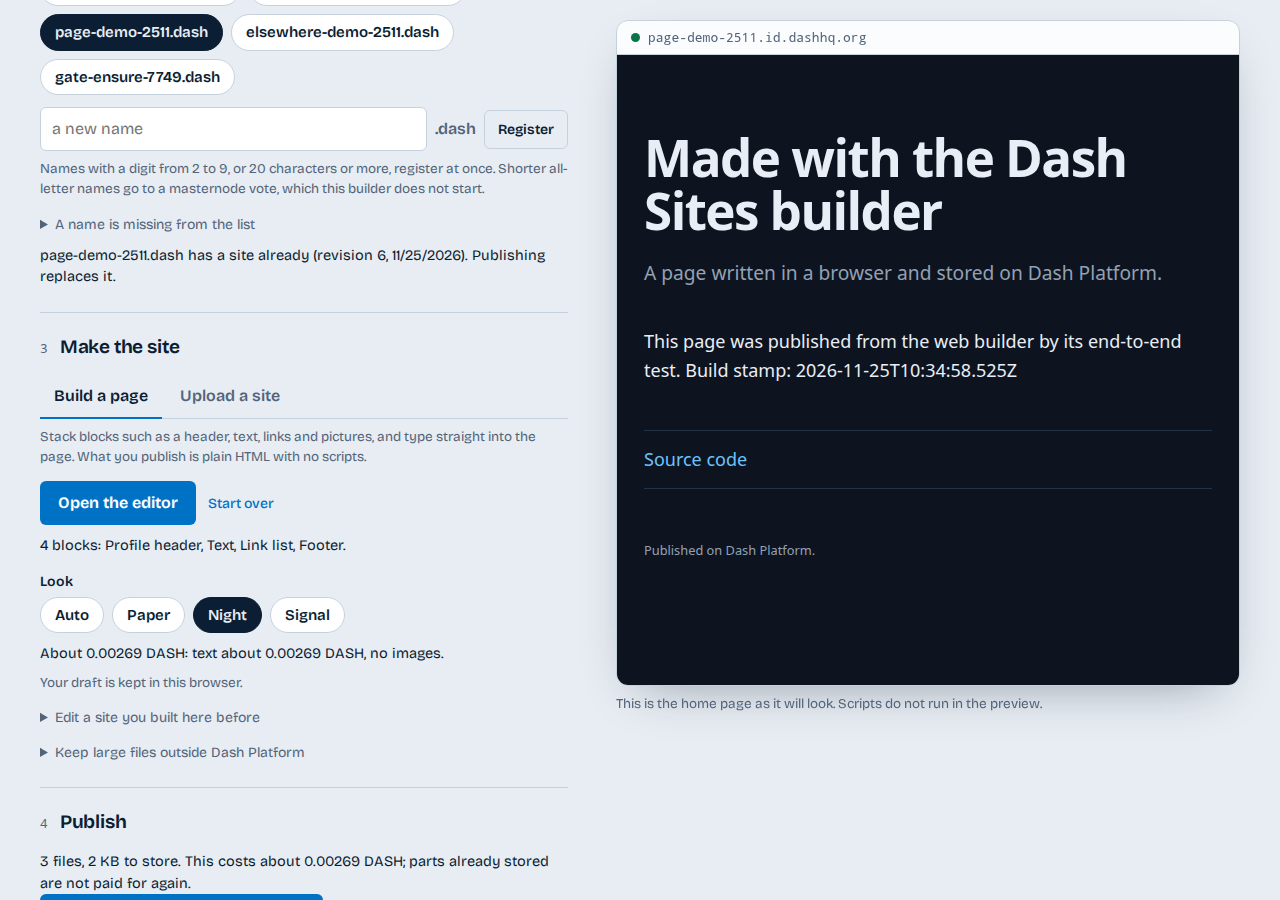 page-demo-2511.dash
elsewhere-demo-2511.dash
gate-ensure-7749.dash
a new name
.dash
Register
Names with a digit from 2 to 9, or 20 characters or more, register at once. Shorter all-
letter names go to a masternode vote, which this builder does not start.
A name is missing from the list
page-demo-2511.dash has a site already (revision 6, 11/25/2026). Publishing
replaces it.
3 Make the site
Build a page
Upload a site
Stack blocks such as a header, text, links and pictures, and type straight into the
page. What you publish is plain HTML with no scripts.
Open the editor
Start over
4 blocks: Profile header, Text, Link list, Footer.
Look
Auto
Paper
Night
Signal
About 0.00269 DASH: text about 0.00269 DASH, no images.
Your draft is kept in this browser.
Edit a site you built here before
Keep large files outside Dash Platform
4 Publish
3 files, 2 KB to store. This costs about 0.00269 DASH; parts already stored
are not paid for again.
page-demo-2511.id.dashhq.org
Made with the Dash
Sites builder
A page written in a browser and stored on Dash Platform.
This page was published from the web builder by its end-to-end
test. Build stamp: 2026-11-25T10:34:58.525Z
Source code
Published on Dash Platform.
This is the home page as it will look. Scripts do not run in the preview.